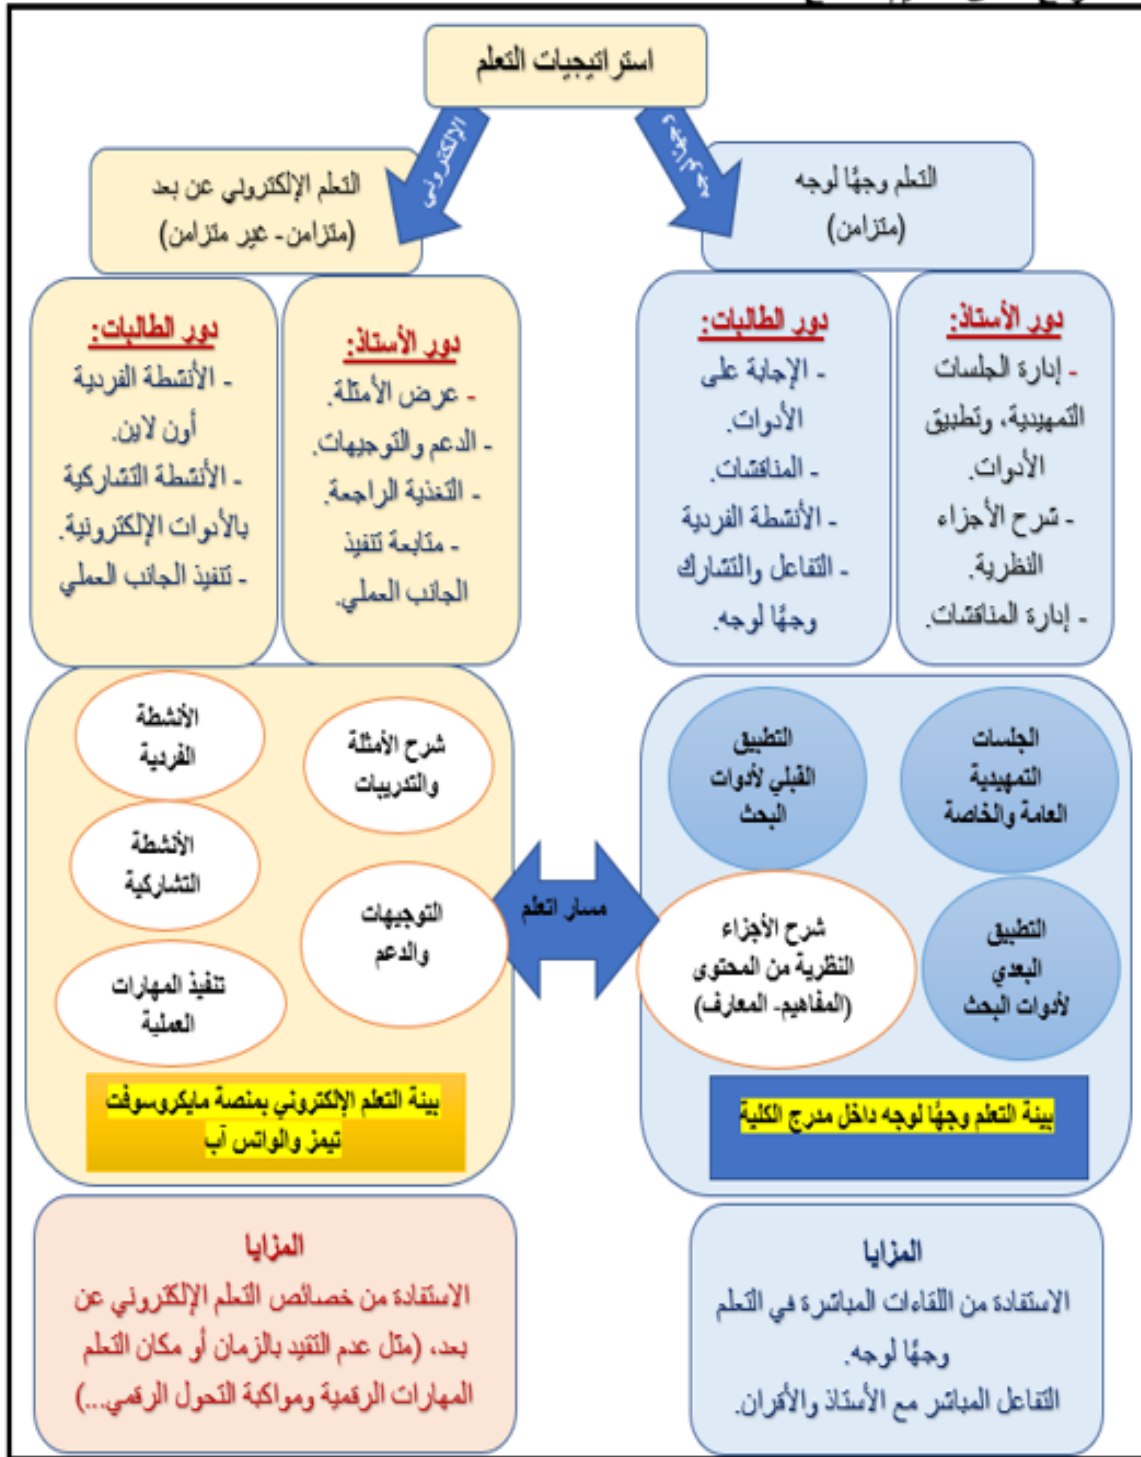 استراتيجيات التعلم
وجهًا لوجه
الإلكتروني
التعلم وجهًا لوجه
(متزامن)
التعلم الإلكتروني عن بعد
(متزامن- غير متزامن)
دور الأستاذ:
- إدارة الجلسات
التمهيدية، وتطبيق
الأدوات.
- شرح الأجزاء
النظرية.
- إدارة المناقشات.
دور الطالبات:
- الإجابة على
الأدوات.
- المناقشات.
- الأنشطة الفردية
- التفاعل والتشارك
وجهًا لوجه.
دور الأستاذ:
- عرض الأمثلة.
- الدعم والتوجيهات.
- التغذية الراجعة.
- متابعة تنفيذ
الجانب العملي.
دور الطالبات:
- الأنشطة الفردية
أون لاين.
- الأنشطة التشاركية
بالأدوات الإلكترونية.
- تنفيذ الجانب العملي
الجلسات
التمهيدية
العامة والخاصة
التطبيق
القبلي لأدوات
البحث
التطبيق
البعدي
لأدوات البحث
شرح الأجزاء
النظرية من المحتوى
(المفاهيم- المعارف)
بيئة التعلم وجهًا لوجه داخل مدرج الكلية
مسار اتعلم
شرح الأمثلة
والتدريبات
الأنشطة
الفردية
الأنشطة
التشاركية
التوجيهات
والدعم
تنفيذ المهارات
العملية
بيئة التعلم الإلكتروني بمنصة مايكروسوفت
تيمز والواتس آب
المزايا
الاستفادة من اللقاءات المباشرة في التعلم
وجهًا لوجه.
التفاعل المباشر مع الأستاذ والأقران.
المزايا
الاستفادة من خصائص التعلم الإلكتروني عن
بعد، (مثل عدم التقيد بالزمان أو مكان التعلم
المهارات الرقمية ومواكبة التحول الرقمي...)